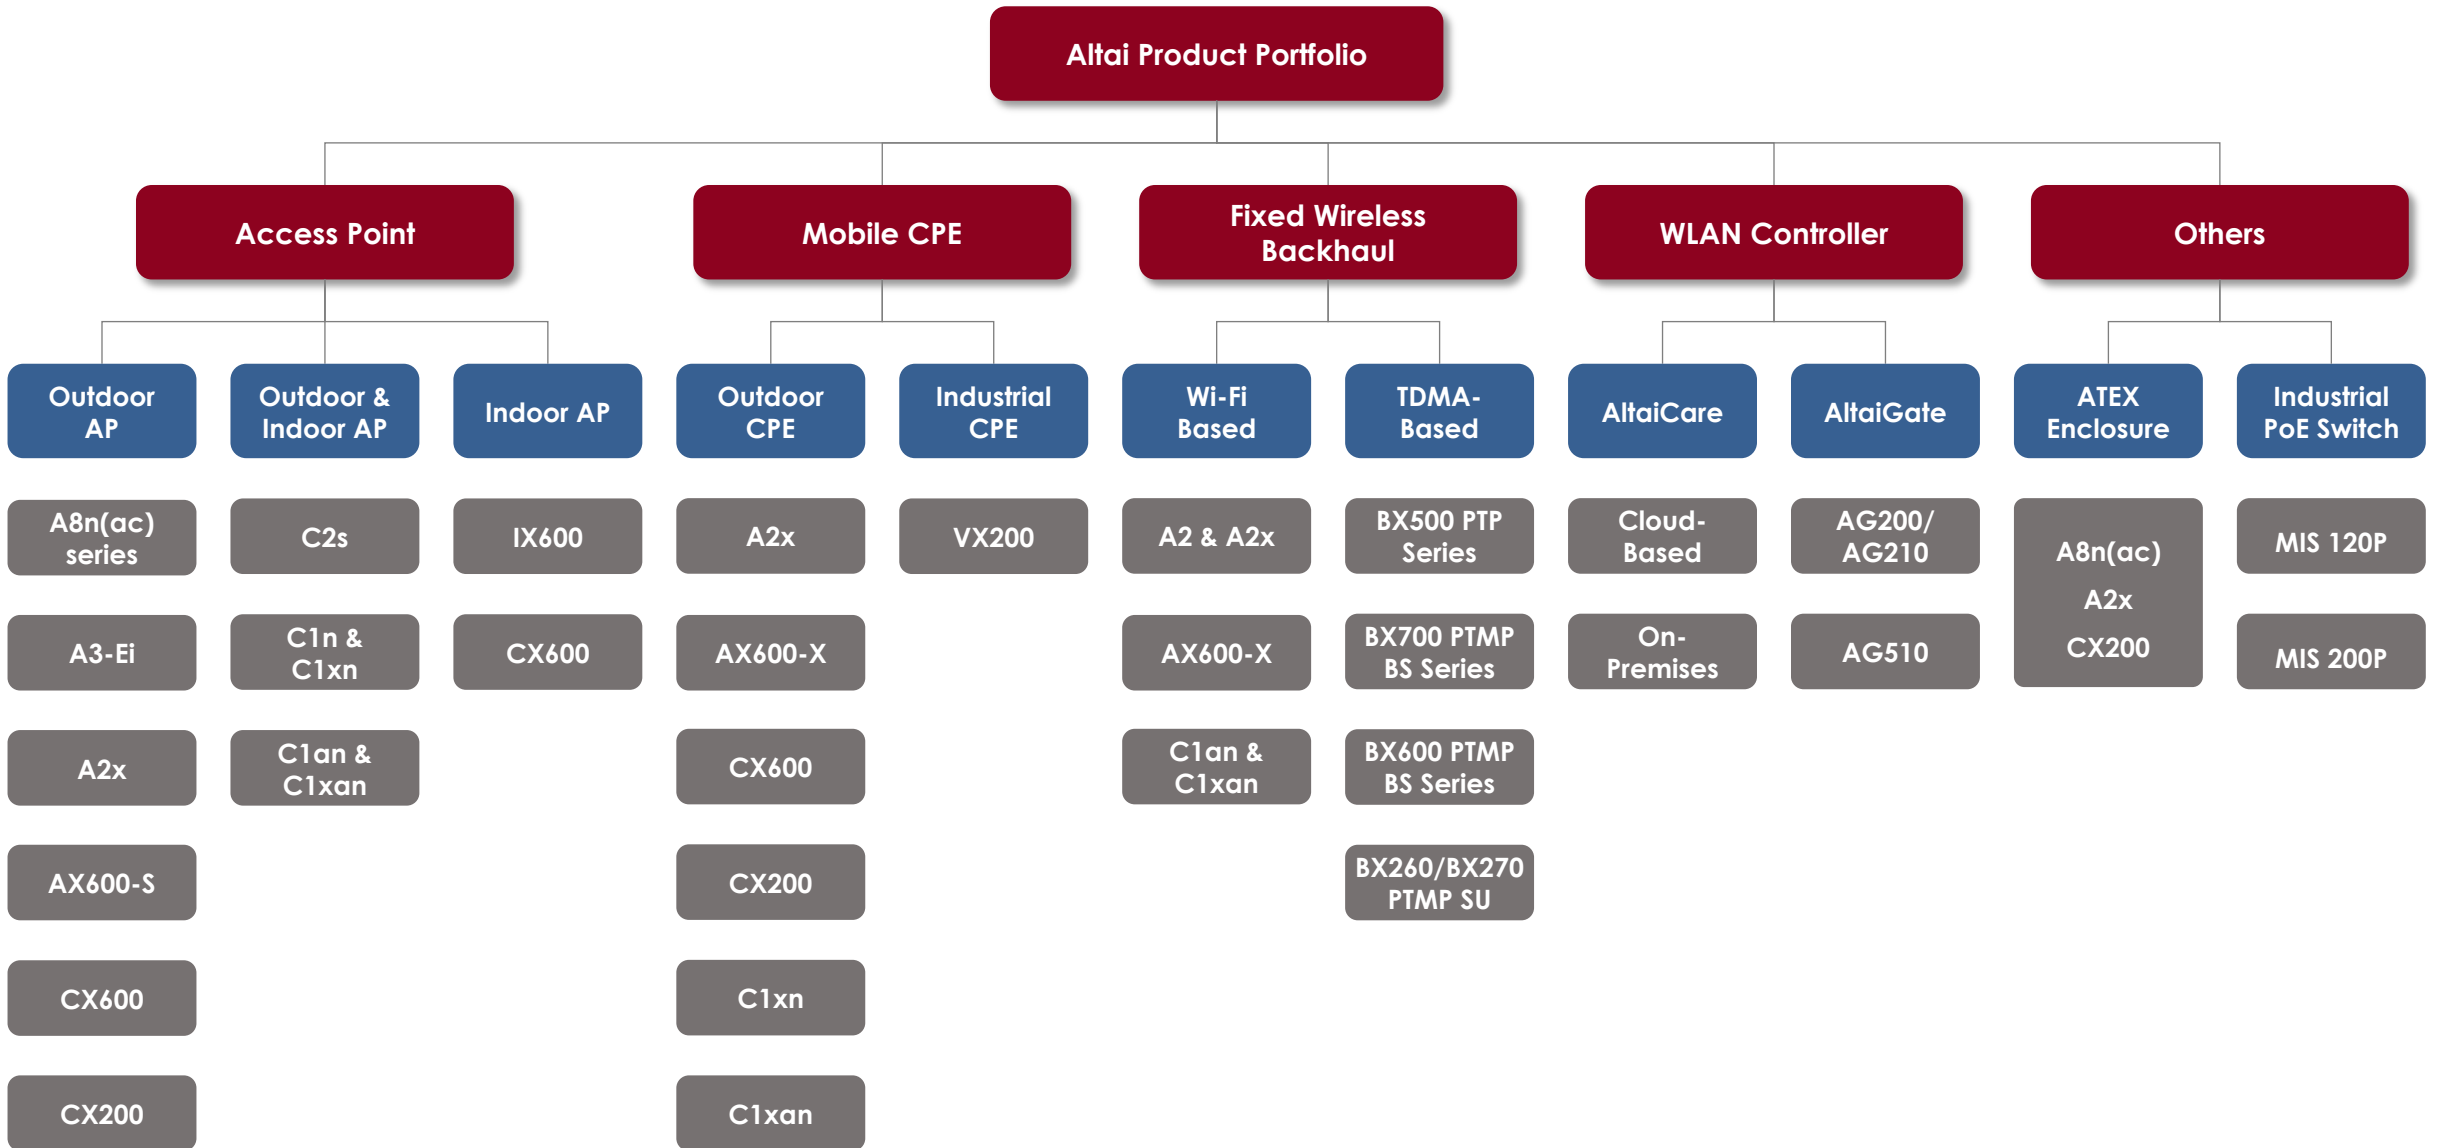 Altai Product Portfolio
Access Point
Mobile CPE
Fixed Wireless
Backhaul
WLAN Controller
Others
Outdoor
AP
Outdoor &
Indoor AP
Indoor AP
Outdoor
CPE
Industrial
CPE
Wi-Fi
Based
TDMA-
Based
AltaiCare
AltaiGate
ATEX
Enclosure
Industrial
PoE Switch
A8n(ac)
series
C2s
IX600
A2x
VX200
A2 & A2x
BX500 PTP
Series
Cloud-
Based
AG200/
AG210
A8n(ac)
A2x
CX200
MIS 120P
A3-Ei
C1n &
C1xn
CX600
AX600-X
AX600-X
BX700 PTMP
BS Series
On-
Premises
AG510
MIS 200P
A2x
C1an &
C1xan
CX600
C1an &
C1xan
BX600 PTMP
BS Series
AX600-S
CX200
BX260/BX270
PTMP SU
CX600
C1xn
CX200
C1xan